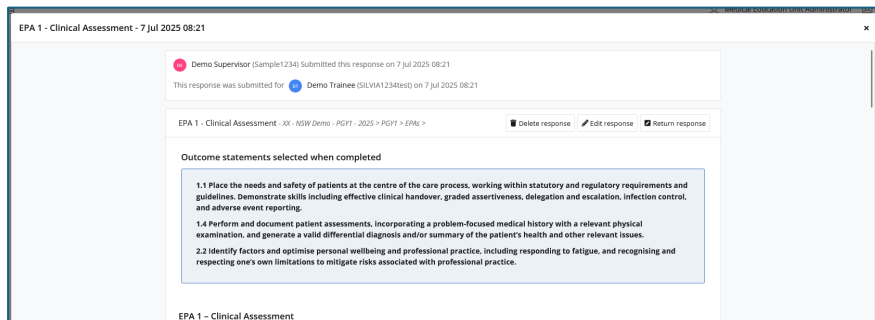 Medical Education Unit Administrator
EPA 1 - Clinical Assessment - 7 Jul 2025 08:21
×
DS Demo Supervisor (Sample1234) Submitted this response on 7 Jul 2025 08:21
This response was submitted for DT Demo Trainee (SILVIA1234test) on 7 Jul 2025 08:21
EPA 1 - Clinical Assessment - XX - NSW Demo - PGY1 - 2025 > PGY1 > EPAs > Delete response Edit response Return response
Outcome statements selected when completed
1.1 Place the needs and safety of patients at the centre of the care process, working within statutory and regulatory requirements and
guidelines. Demonstrate skills including effective clinical handover, graded assertiveness, delegation and escalation, infection control,
and adverse event reporting.
1.4 Perform and document patient assessments, incorporating a problem-focused medical history with a relevant physical
examination, and generate a valid differential diagnosis and/or summary of the patient's health and other relevant issues.
2.2 Identify factors and optimise personal wellbeing and professional practice, including responding to fatigue, and recognising and
respecting one's own limitations to mitigate risks associated with professional practice.
EPA 1 – Clinical Assessment